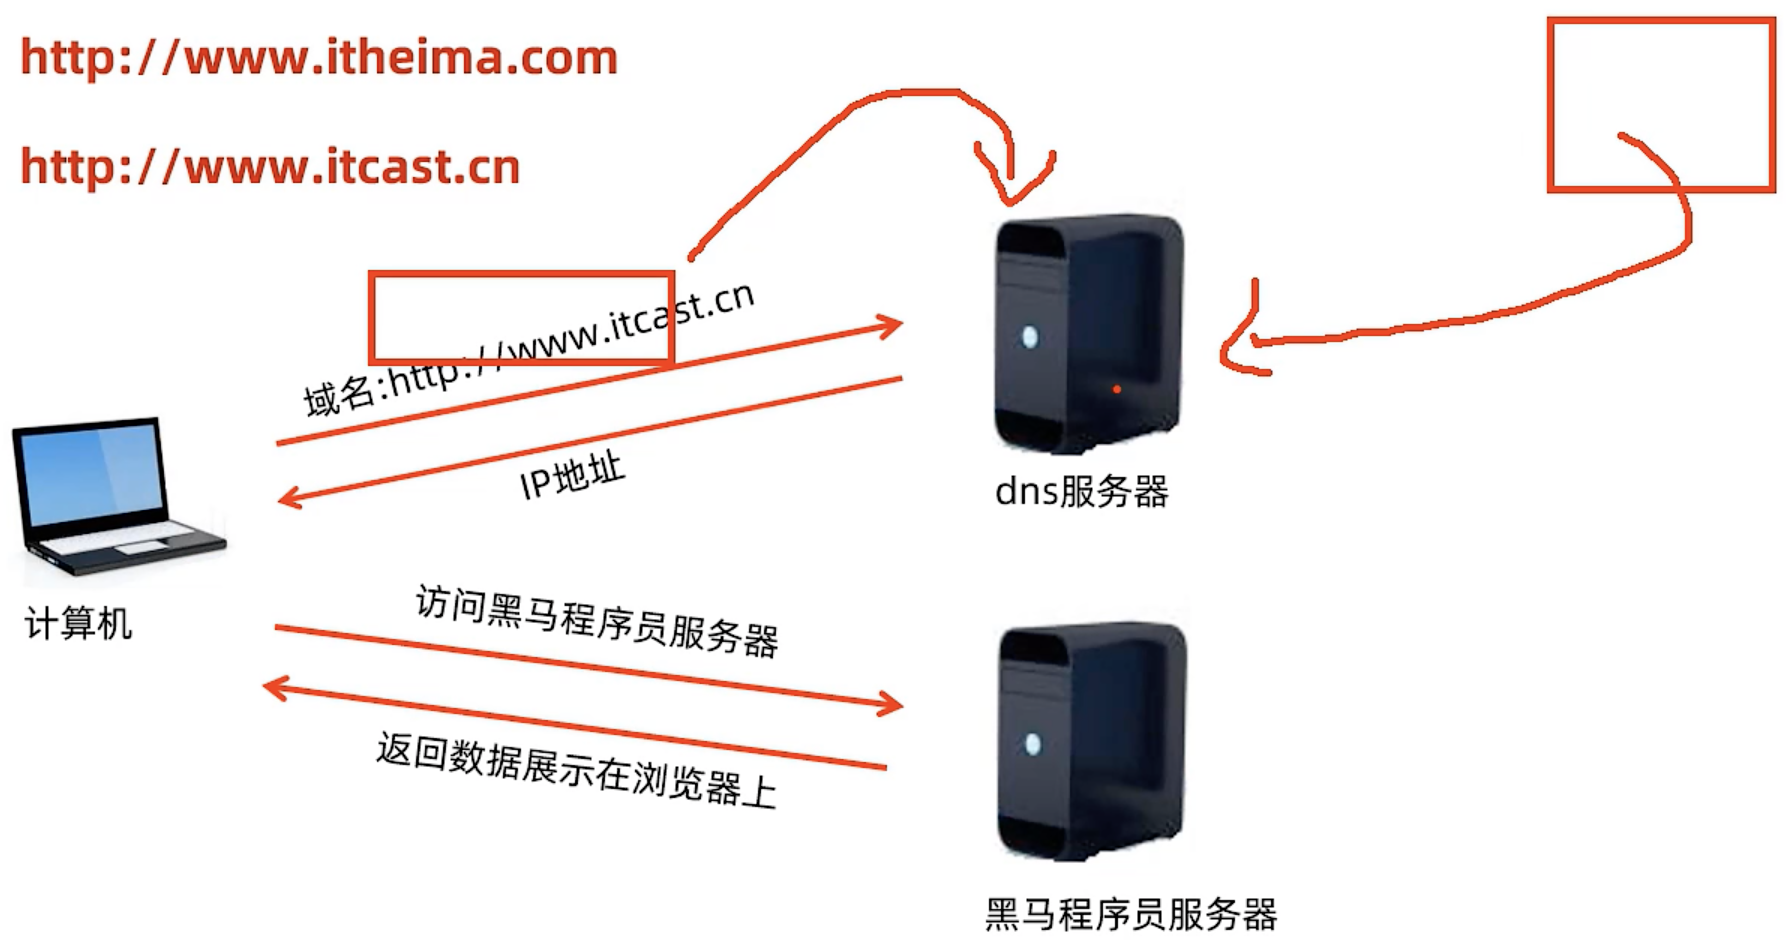 http://www.itheima.com
http://www.itcast.cn
域名:http://www.itcast.cn
IP地址
dns服务器
计算机
访问黑马程序员服务器
返回数据展示在浏览器上
黑马程序员服务器